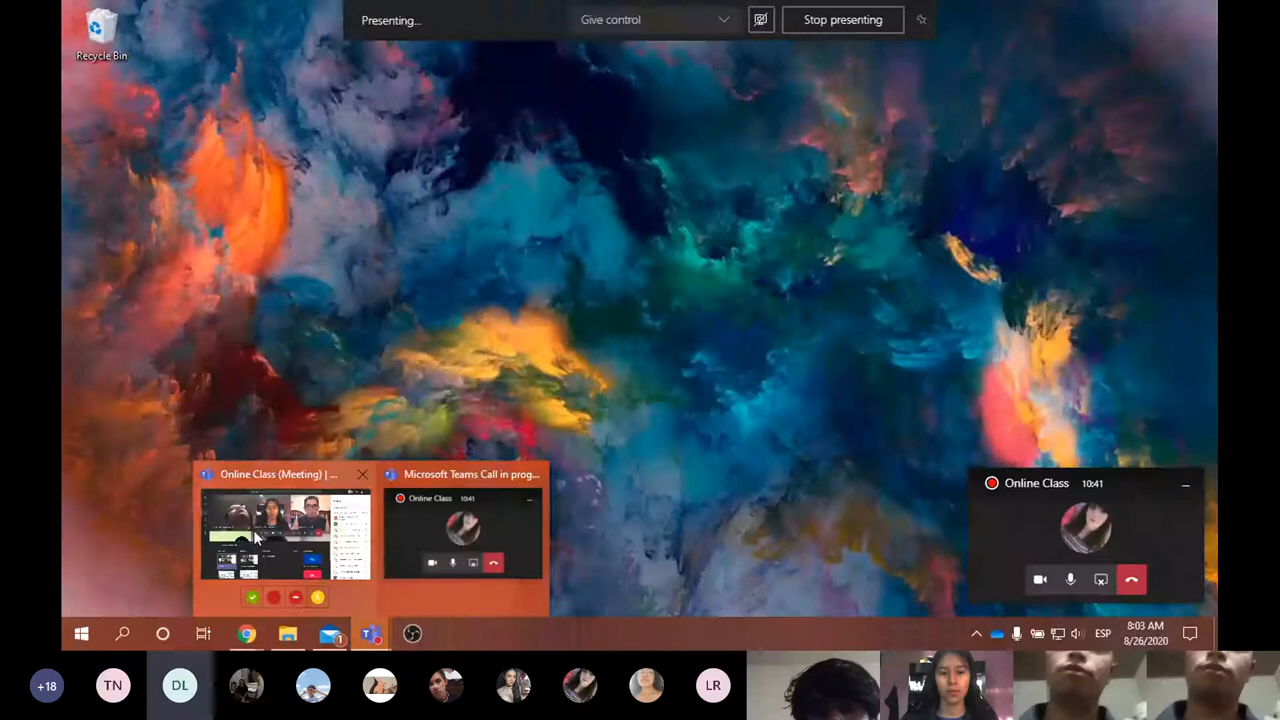 Presenting...
Give control
Stop presenting
Recycle Bin
Online Class (Meeting) | ...
Microsoft Teams Call in prog...
Online Class 10:41
Online Class 10:41
1
ESP
8:03 AM
8/26/2020
+18
TN
DL
LR